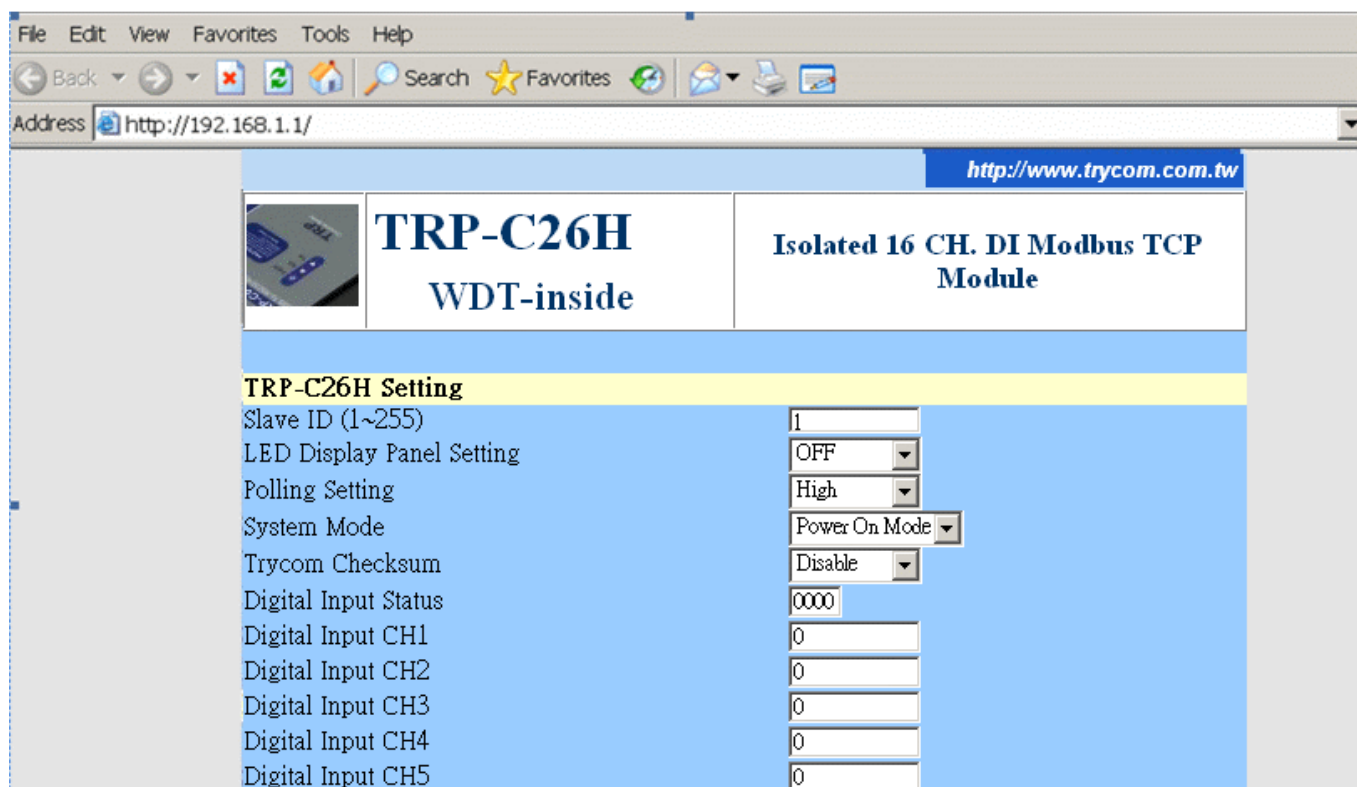 File Edit View Favorites Tools Help
Back Search Favorites
Address http://192.168.1.1/
http://www.trycom.com.tw
TRP-C26H
WDT-inside
Isolated 16 CH. DI Modbus TCP
Module
TRP
TRP-C26H Setting
Slave ID (1~255) 1
LED Display Panel Setting OFF
Polling Setting High
System Mode Power On Mode
Trycom Checksum Disable
Digital Input Status 0000
Digital Input CH1 0
Digital Input CH2 0
Digital Input CH3 0
Digital Input CH4 0
Digital Input CH5 0